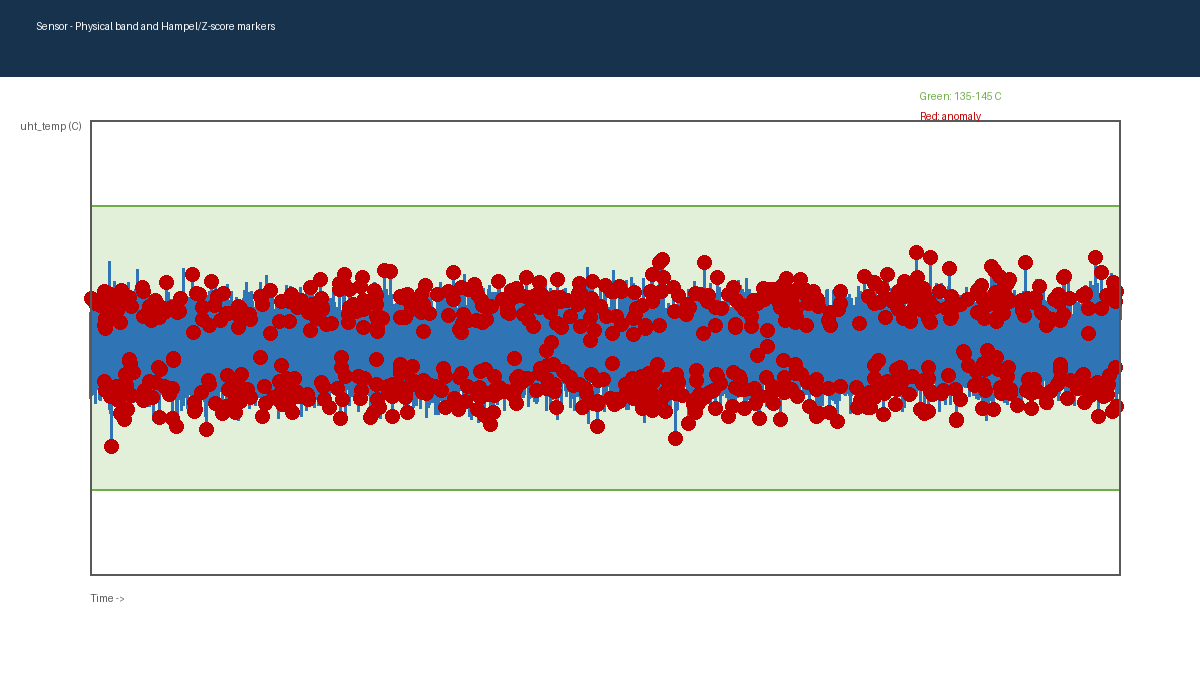 Sensor - Physical band and Hampel/Z-score markers
Green: 135-145 C
Red: anomaly
uht_temp (C)
Time ->